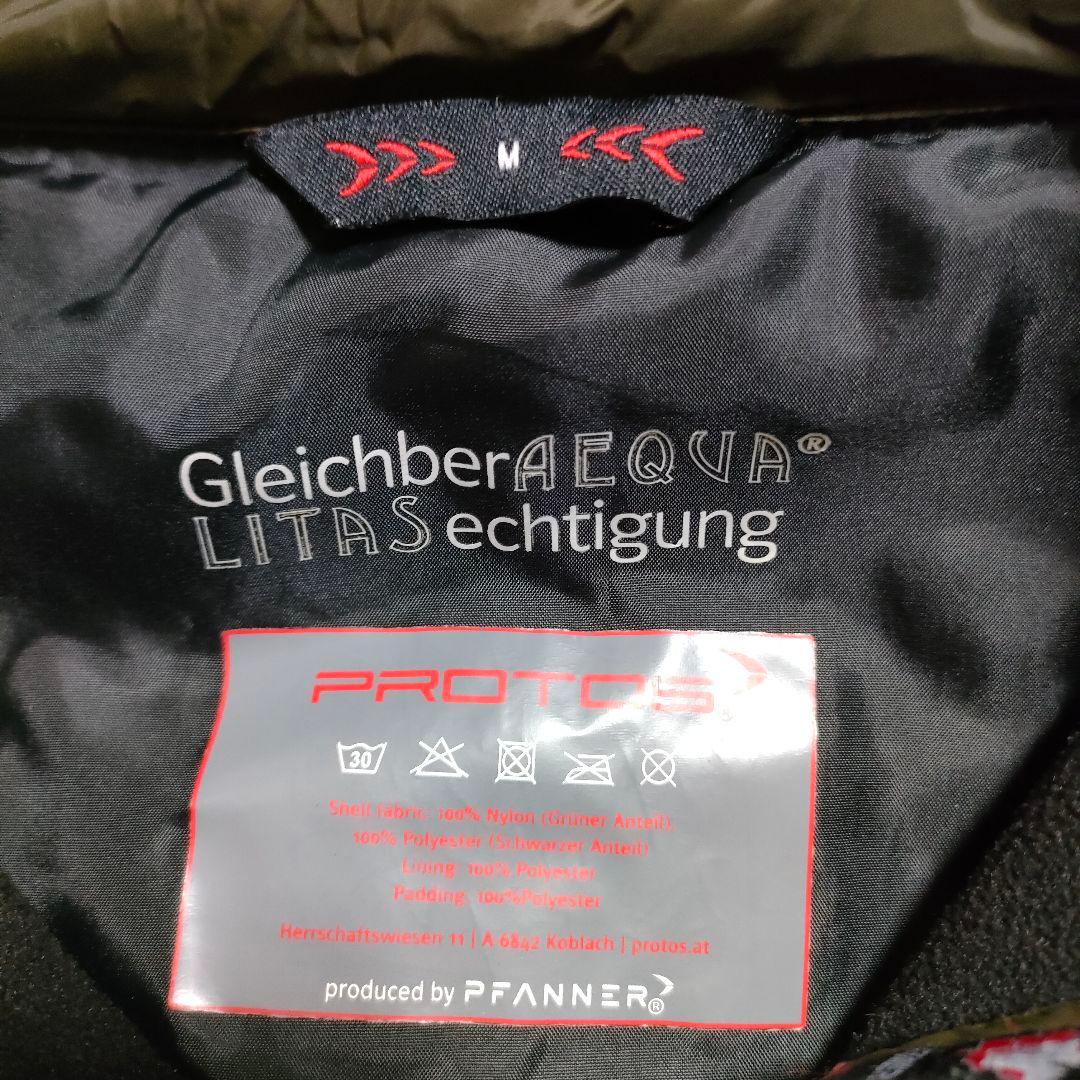 M
GleichberAEQVA®
LITASechtigung
PROTOS®
30
Shell fabric: 100% Nylon (Grüner Anteil),
100% Polyester (Schwarzer Anteil)
Lining: 100% Polyester
Padding: 100%Polyester
Herrschaftswiesen 11 | A 6842 Koblach | protos.at
produced by PFANNER®